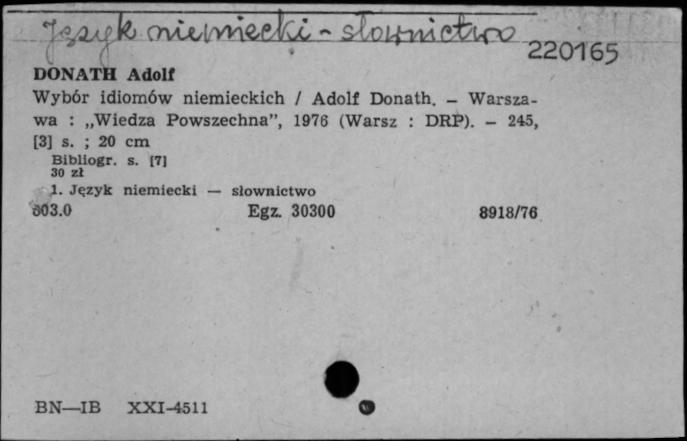 Język niemiecki - słownictwo
220165
DONATH Adolf
Wybór idiomów niemieckich / Adolf Donath. — Warsza-
wa : „Wiedza Powszechna”, 1976 (Warsz : DRP). — 245,
[3] s. ; 20 cm
Bibliogr. s. [7]
30 zł
1. Język niemiecki — słownictwo
803.0 Egz. 30300 8918/76
BN—IB XXI-4511